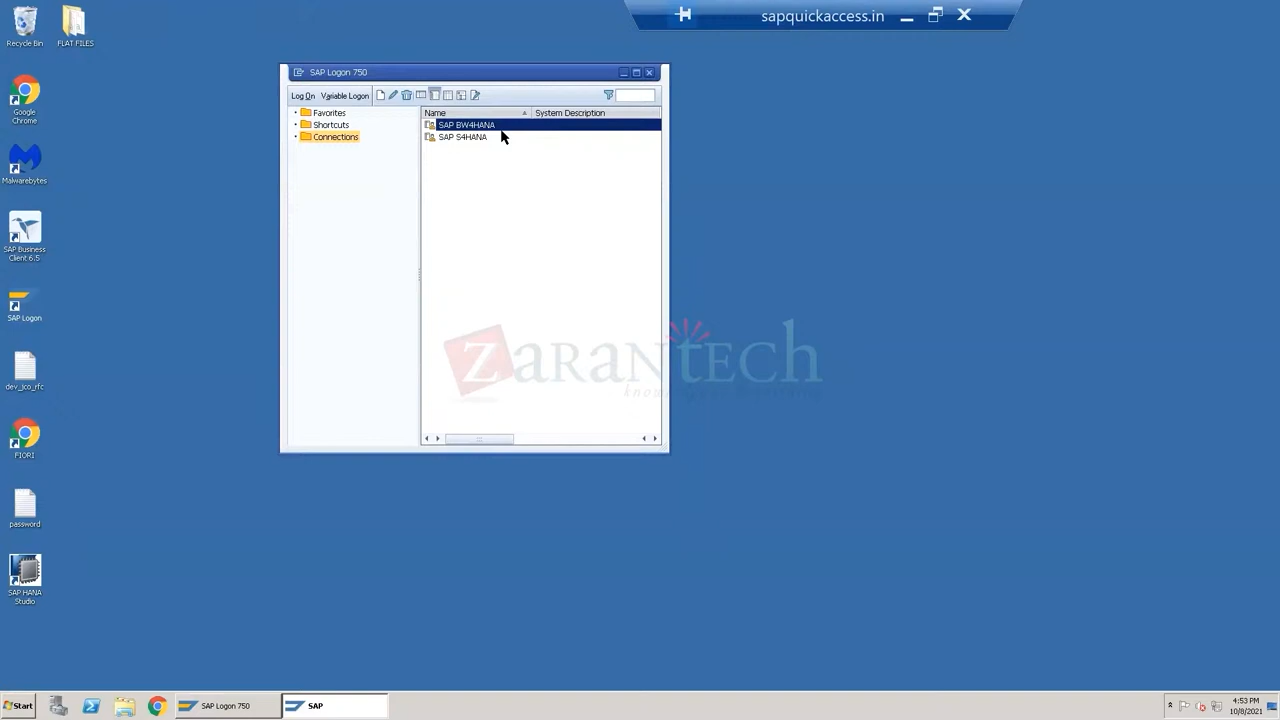 sapquickaccess.in
Recycle Bin
FLAT FILES
Google
Chrome
Malwarebytes
SAP Business
Client 6.5
SAP Logon
dev_jco_rfc
FIORI
password
SAP HANA
Studio
SAP Logon 750
Log On Variable Logon
Favorites
Shortcuts
Connections
Name System Description
SAP BW4HANA
SAP S4HANA
ZARANTECH
Start
SAP Logon 750
SAP
4:53 PM
10/8/2021